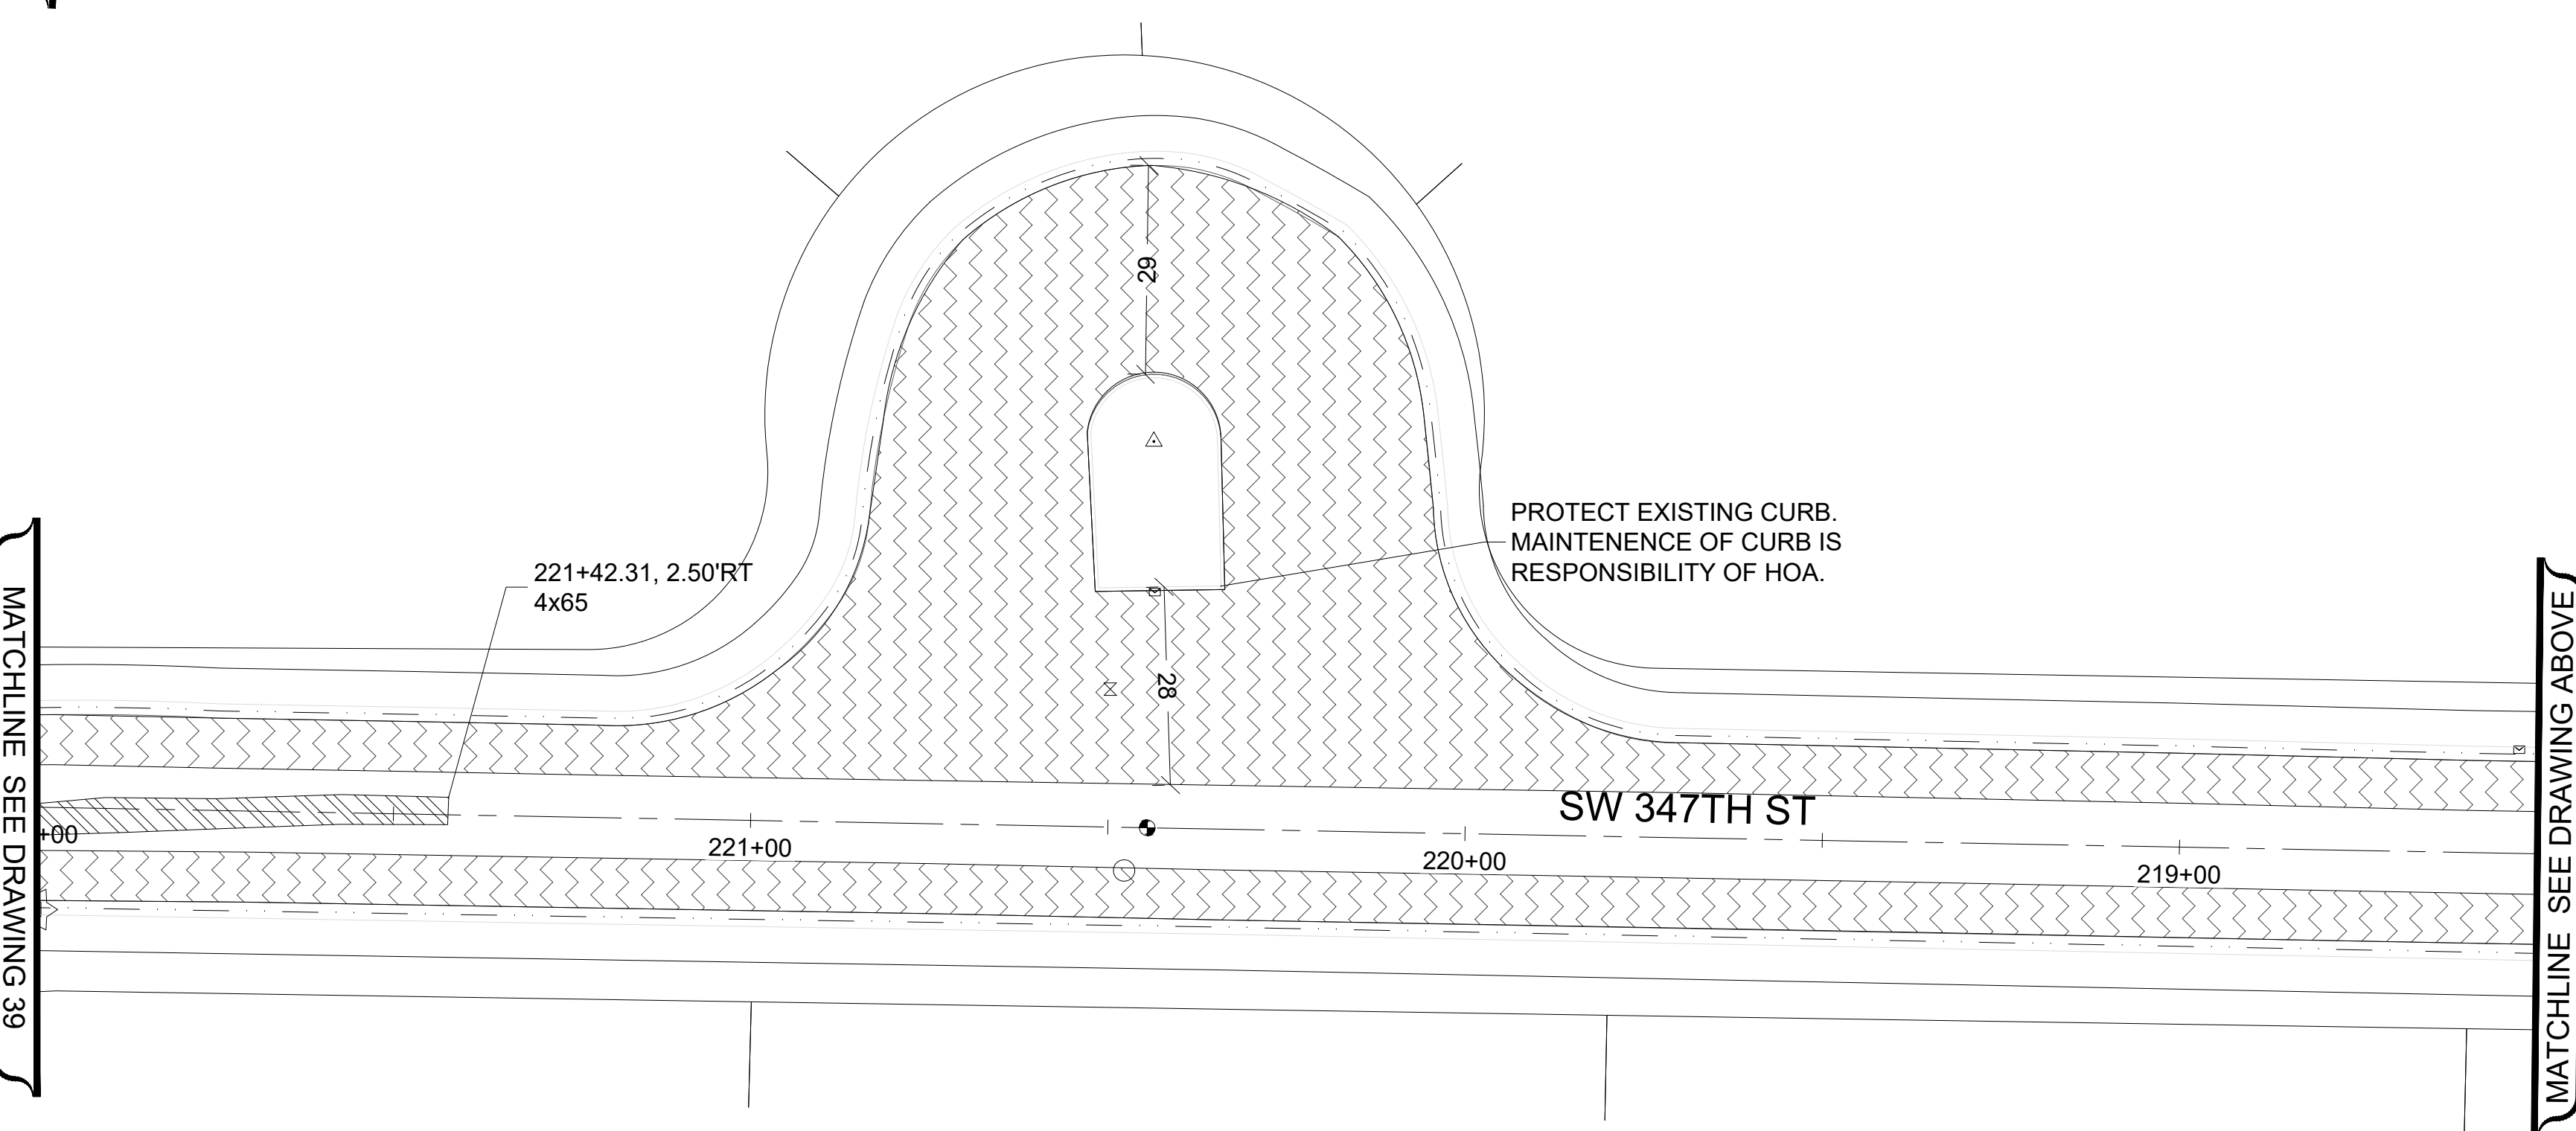 29
PROTECT EXISTING CURB.
MAINTENENCE OF CURB IS
RESPONSIBILITY OF HOA.
221+42.31, 2.50'RT
4x65
28
SW 347TH ST
+00
221+00
220+00
219+00
MATCHLINE SEE DRAWING 39
MATCHLINE SEE DRAWING ABOVE